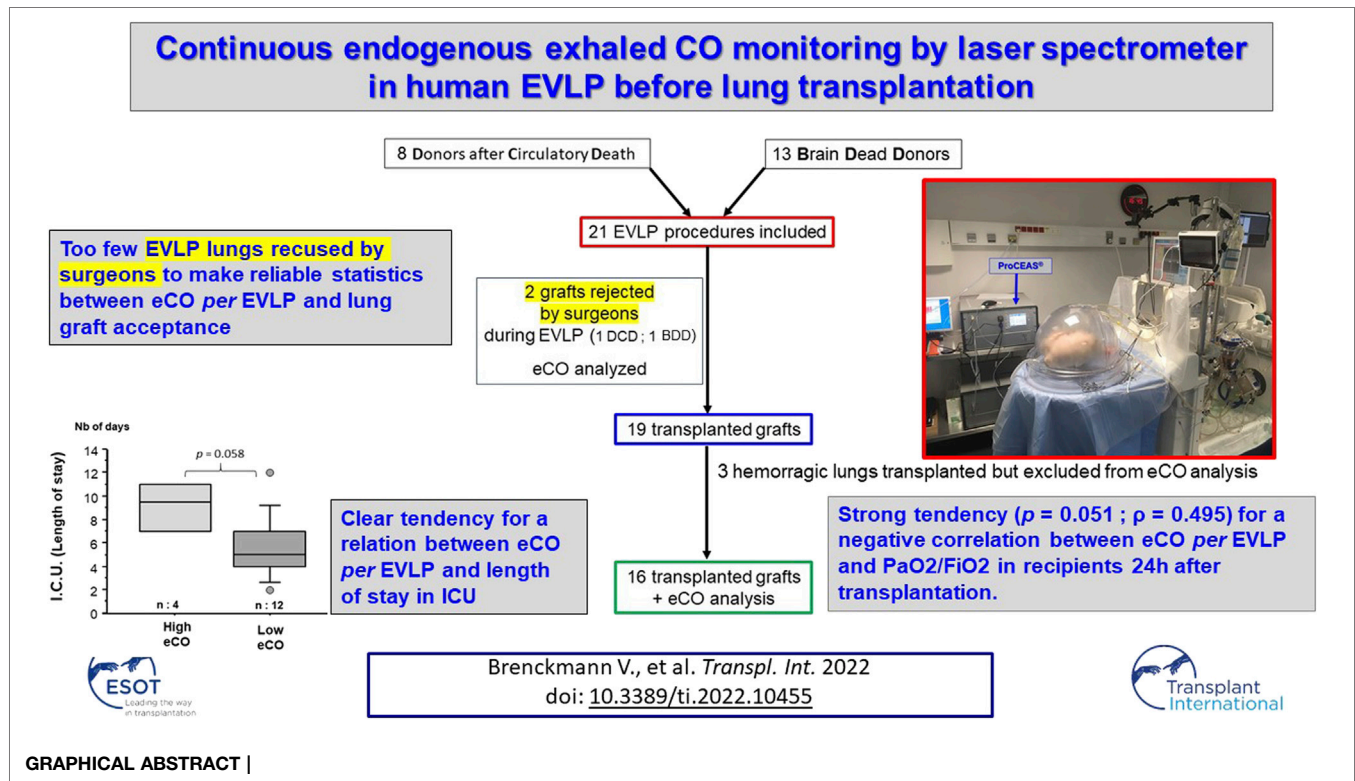 Continuous endogenous exhaled CO monitoring by laser spectrometer
in human EVLP before lung transplantation
8 Donors after Circulatory Death
13 Brain Dead Donors
21 EVLP procedures included
Too few EVLP lungs recused by
surgeons to make reliable statistics
between eCO per EVLP and lung
graft acceptance
2 grafts rejected
by surgeons
during EVLP (1 DCD ; 1 BDD)
eCO analyzed
ProCEAS®
19 transplanted grafts
3 hemorragic lungs transplanted but excluded from eCO analysis
Nb of days
I.C.U. (Length of stay)
14
12
10
8
6
4
2
0
p = 0.058
n : 4
n : 12
High
eCO
Low
eCO
Clear tendency for a
relation between eCO
per EVLP and length
of stay in ICU
16 transplanted grafts
+ eCO analysis
Strong tendency (p = 0.051 ; ρ = 0.495) for a
negative correlation between eCO per EVLP
and PaO2/FiO2 in recipients 24h after
transplantation.
ESOT
Leading the way
in transplantation
Brenckmann V., et al. Transpl. Int. 2022
doi: 10.3389/ti.2022.10455
Transplant
International
GRAPHICAL ABSTRACT |